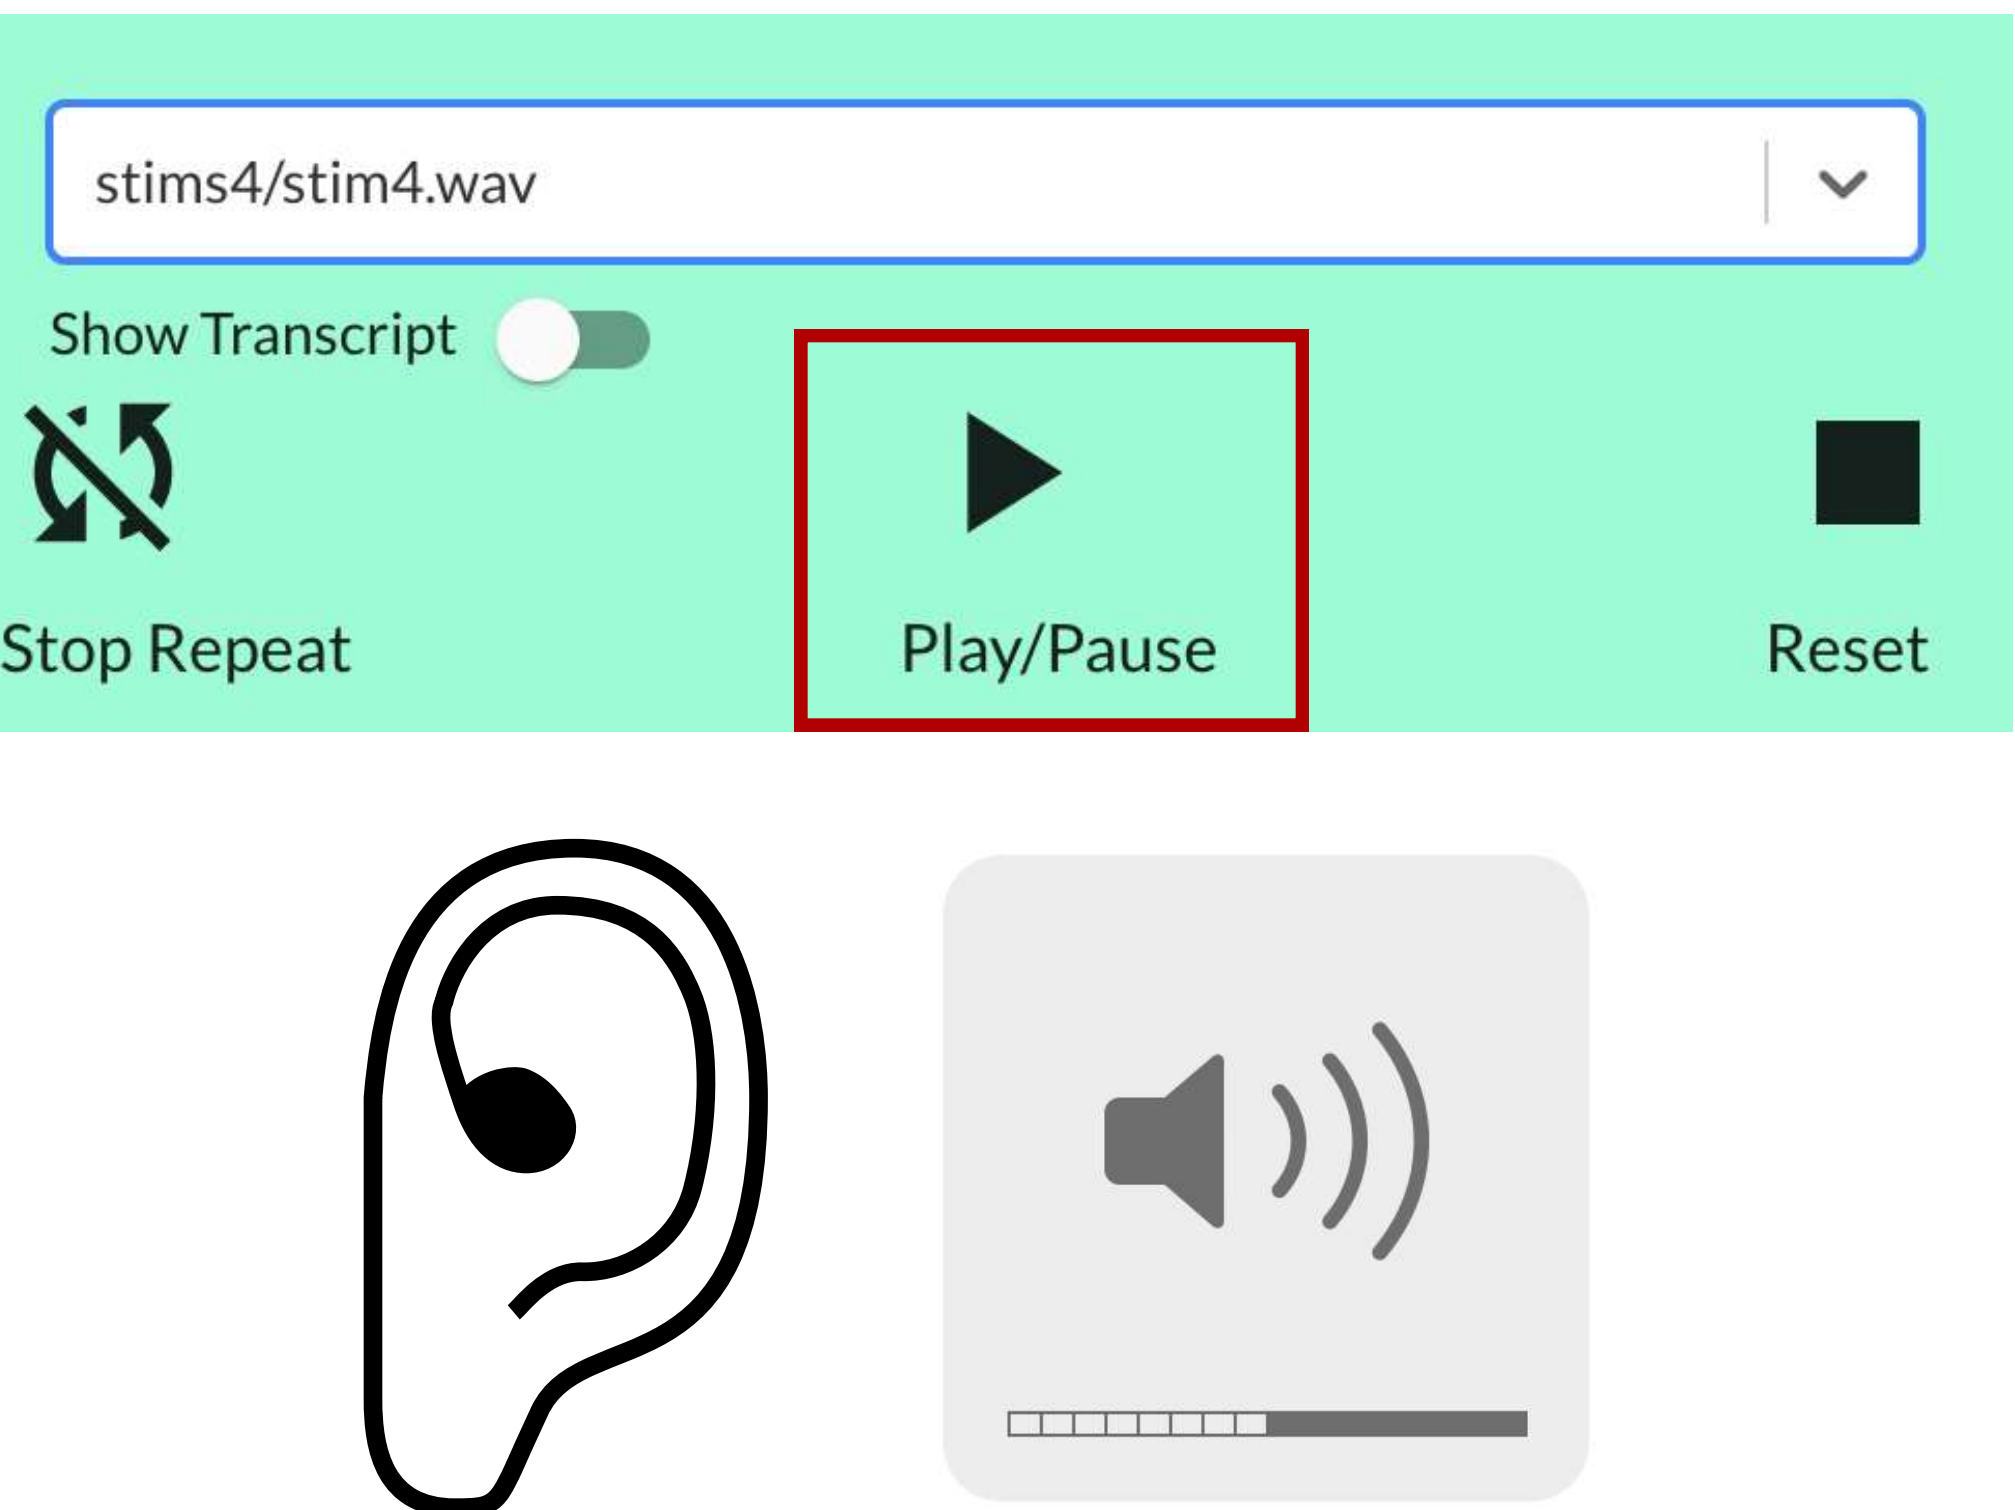 stims4/stim4.wav
Show Transcript
Stop Repeat
Play/Pause
Reset